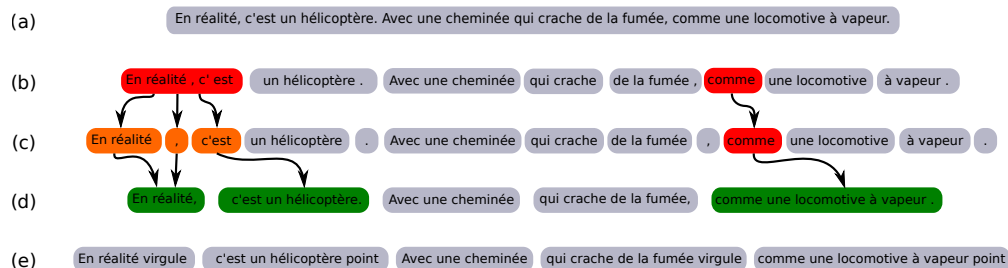 (a) En réalité, c'est un hélicoptère. Avec une cheminée qui crache de la fumée, comme une locomotive à vapeur.
(b) En réalité , c' est un hélicoptère . Avec une cheminée qui crache de la fumée , comme une locomotive à vapeur .
(c) En réalité , c'est un hélicoptère . Avec une cheminée qui crache de la fumée , comme une locomotive à vapeur .
(d) En réalité, c'est un hélicoptère. Avec une cheminée qui crache de la fumée, comme une locomotive à vapeur .
(e) En réalité virgule c'est un hélicoptère point Avec une cheminée qui crache de la fumée virgule comme une locomotive à vapeur point